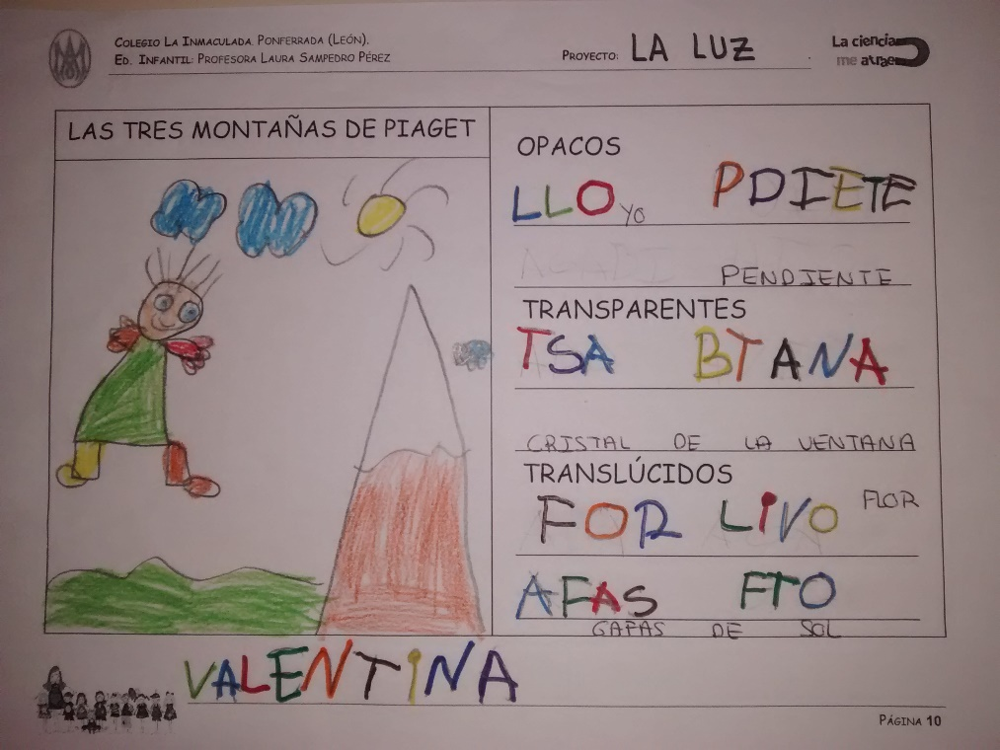 COLEGIO LA INMACULADA PONFERRADA (LEÓN).
ED. INFANTIL: PROFESORA LAURA SAMPEDRO PÉREZ
PROYECTO: LA LUZ
La ciencia
me atrae
LAS TRES MONTAÑAS DE PIAGET
OPACOS
LLO YO PDIETE
PENDIENTE
TRANSPARENTES
TSA BTANA
CRISTAL DE LA VENTANA
TRANSLÚCIDOS
FOR LIVO FLOR
AFAS FTO
GAFAS DE SOL
VALENTINA
PÁGINA 10